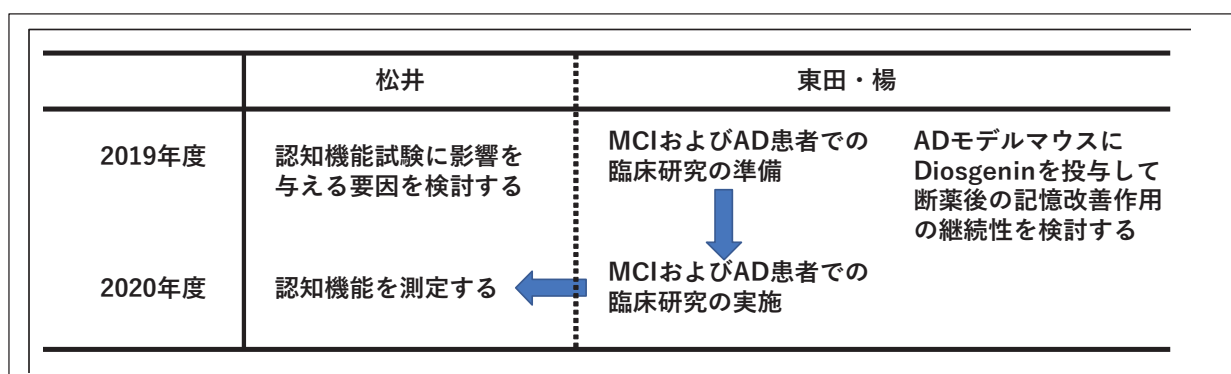 松井
東田・楊
2019年度
認知機能試験に影響を
与える要因を検討する
MCIおよびAD患者での
臨床研究の準備
ADモデルマウスに
Diosgeninを投与して
断薬後の記憶改善作用
の継続性を検討する
2020年度
認知機能を測定する
MCIおよびAD患者での
臨床研究の実施